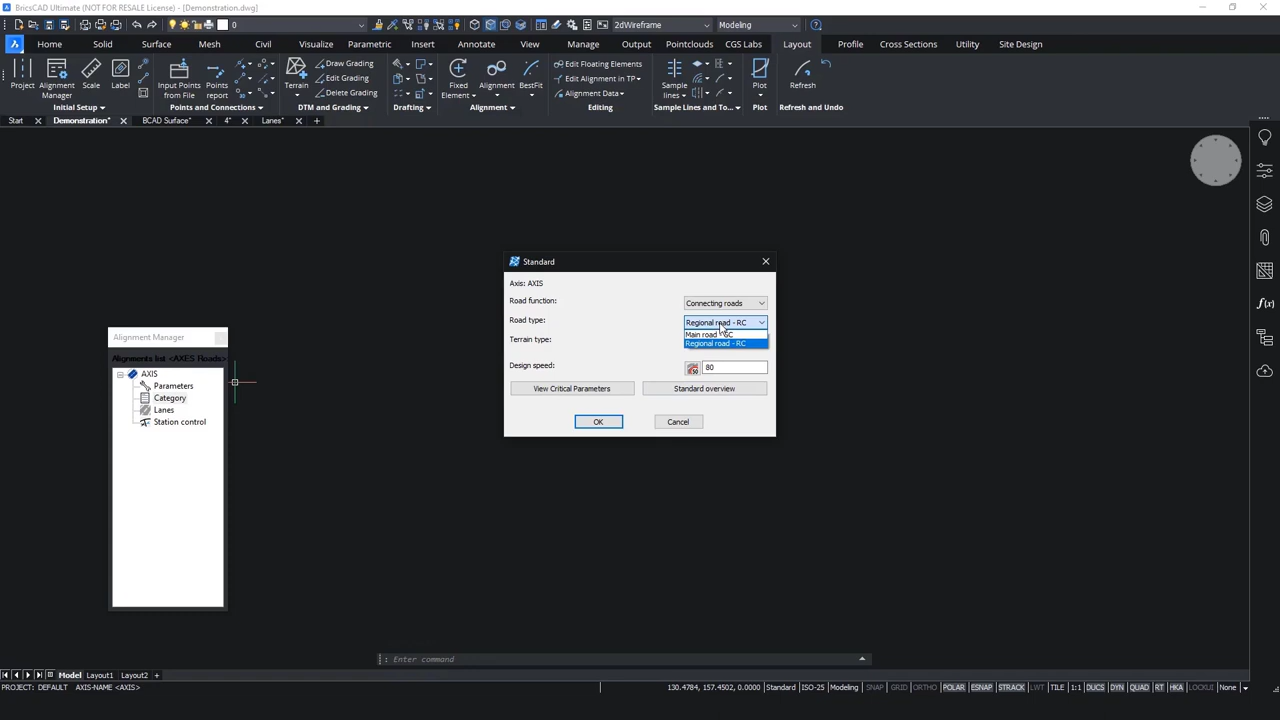 BricsCAD Ultimate (NOT FOR RESALE License) - [Demonstration.dwg]
0
2dWireframe
Modeling
Home Solid Surface Mesh Civil Visualize Parametric Insert Annotate View Manage Output Pointclouds CGS Labs Layout Profile Cross Sections Utility Site Design
Draw Grading
Edit Grading
Delete Grading
Edit Floating Elements
Edit Alignment in TP
Alignment Data
Project Alignment Manager Scale Label
Input Points from File Points report
Terrain
Fixed Element Alignment BestFit
Sample lines
Plot
Refresh
Initial Setup Points and Connections DTM and Grading Drafting Alignment Editing Sample Lines and To... Plot Refresh and Undo
Start Demonstration* BCAD Surface* 4* Lanes* +
Standard
Axis: AXIS
Road function: Connecting roads
Road type: Regional road - RC
Main road
Regional road - RC
Terrain type:
Design speed: 80
View Critical Parameters Standard overview
OK Cancel
Alignment Manager
Alignments list <AXES Roads>
AXIS
Parameters
Category
Lanes
Station control
: Enter command
Model Layout1 Layout2 +
PROJECT: DEFAULT AXIS-NAME <AXIS>
130.4784, 157.4502, 0.0000 Standard ISO-25 Modeling SNAP GRID ORTHO POLAR ESNAP STRACK LWT TILE 1:1 DUCS DYN QUAD RT HKA LOCKUI None